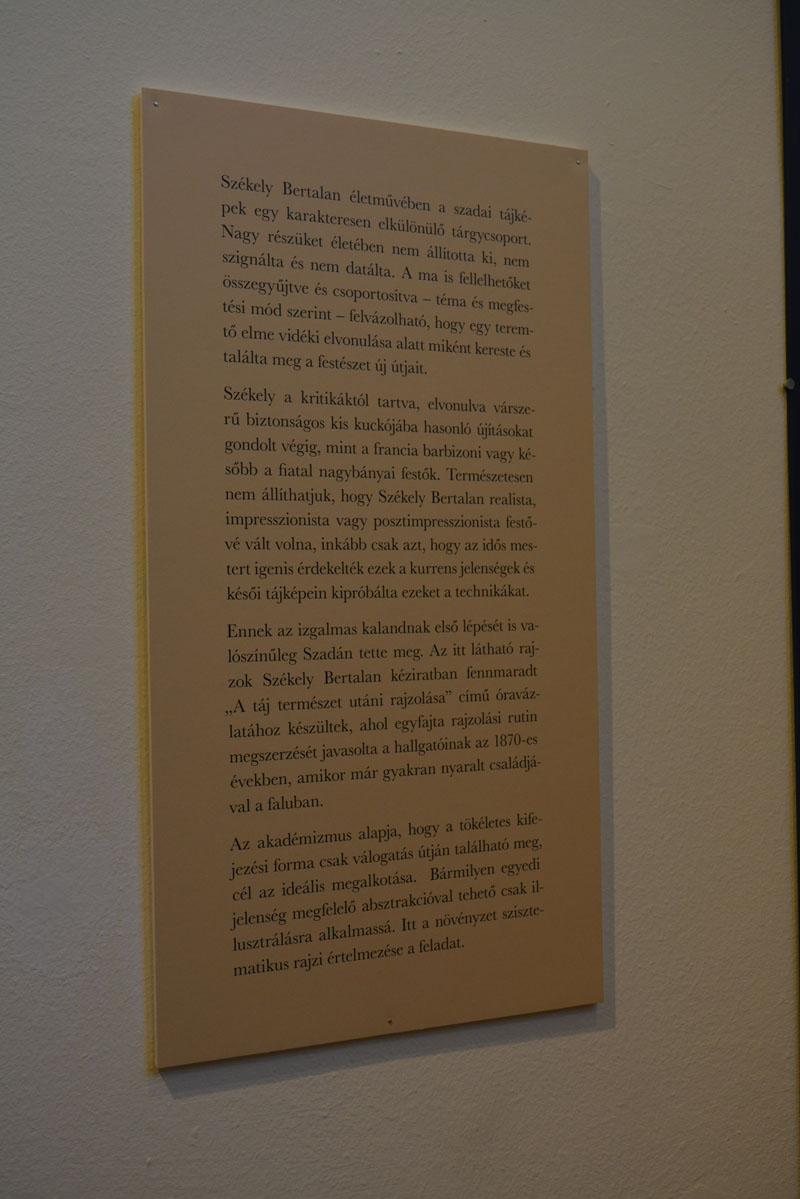 Székely Bertalan életművében a szadai tájké-
pek egy karakteresen elkülönülő tárgycsoport.
Nagy részüket életében nem állította ki, nem
szignálta és nem datálta. A ma is fellelhetőket
összegyűjtve és csoportosítva – téma és megfes-
tési mód szerint – felvázolható, hogy egy terem-
tő elme vidéki elvonulása alatt miként kereste és
találta meg a festészet új útjait.
Székely a kritikáktól tartva, elvonulva várszе-
rű biztonságos kis kuckójába hasonló újításokat
gondolt végig, mint a francia barbizoni vagy ké-
sőbb a fiatal nagybányai festők. Természetesen
nem állíthatjuk, hogy Székely Bertalan realista,
impresszionista vagy posztimpresszionista festő-
vé vált volna, inkább csak azt, hogy az idős mes-
tert igenis érdekelték ezek a kurrens jelenségek és
késői tájképein kipróbálta ezeket a technikákat.
Ennek az izgalmas kalandnak első lépését is va-
lószínűleg Szadán tette meg. Az itt látható raj-
zok Székely Bertalan kéziratban fennmaradt
„A táj természet utáni rajzolása” című óraváz-
latához készültek, ahol egyfajta rajzolási rutin
megszerzését javasolta a hallgatóinak az 1870-es
években, amikor már gyakran nyaralt családjá-
val a faluban.
Az akadémizmus alapja, hogy a tökéletes kife-
jezési forma csak válogatás útján található meg,
cél az ideális megalkotása. Bármilyen egyedi
jelenség megfelelő absztrakcióval tehető csak il-
lusztrálásra alkalmassá. Itt a növényzet sziszte-
matikus rajzi értelmezése a feladat.